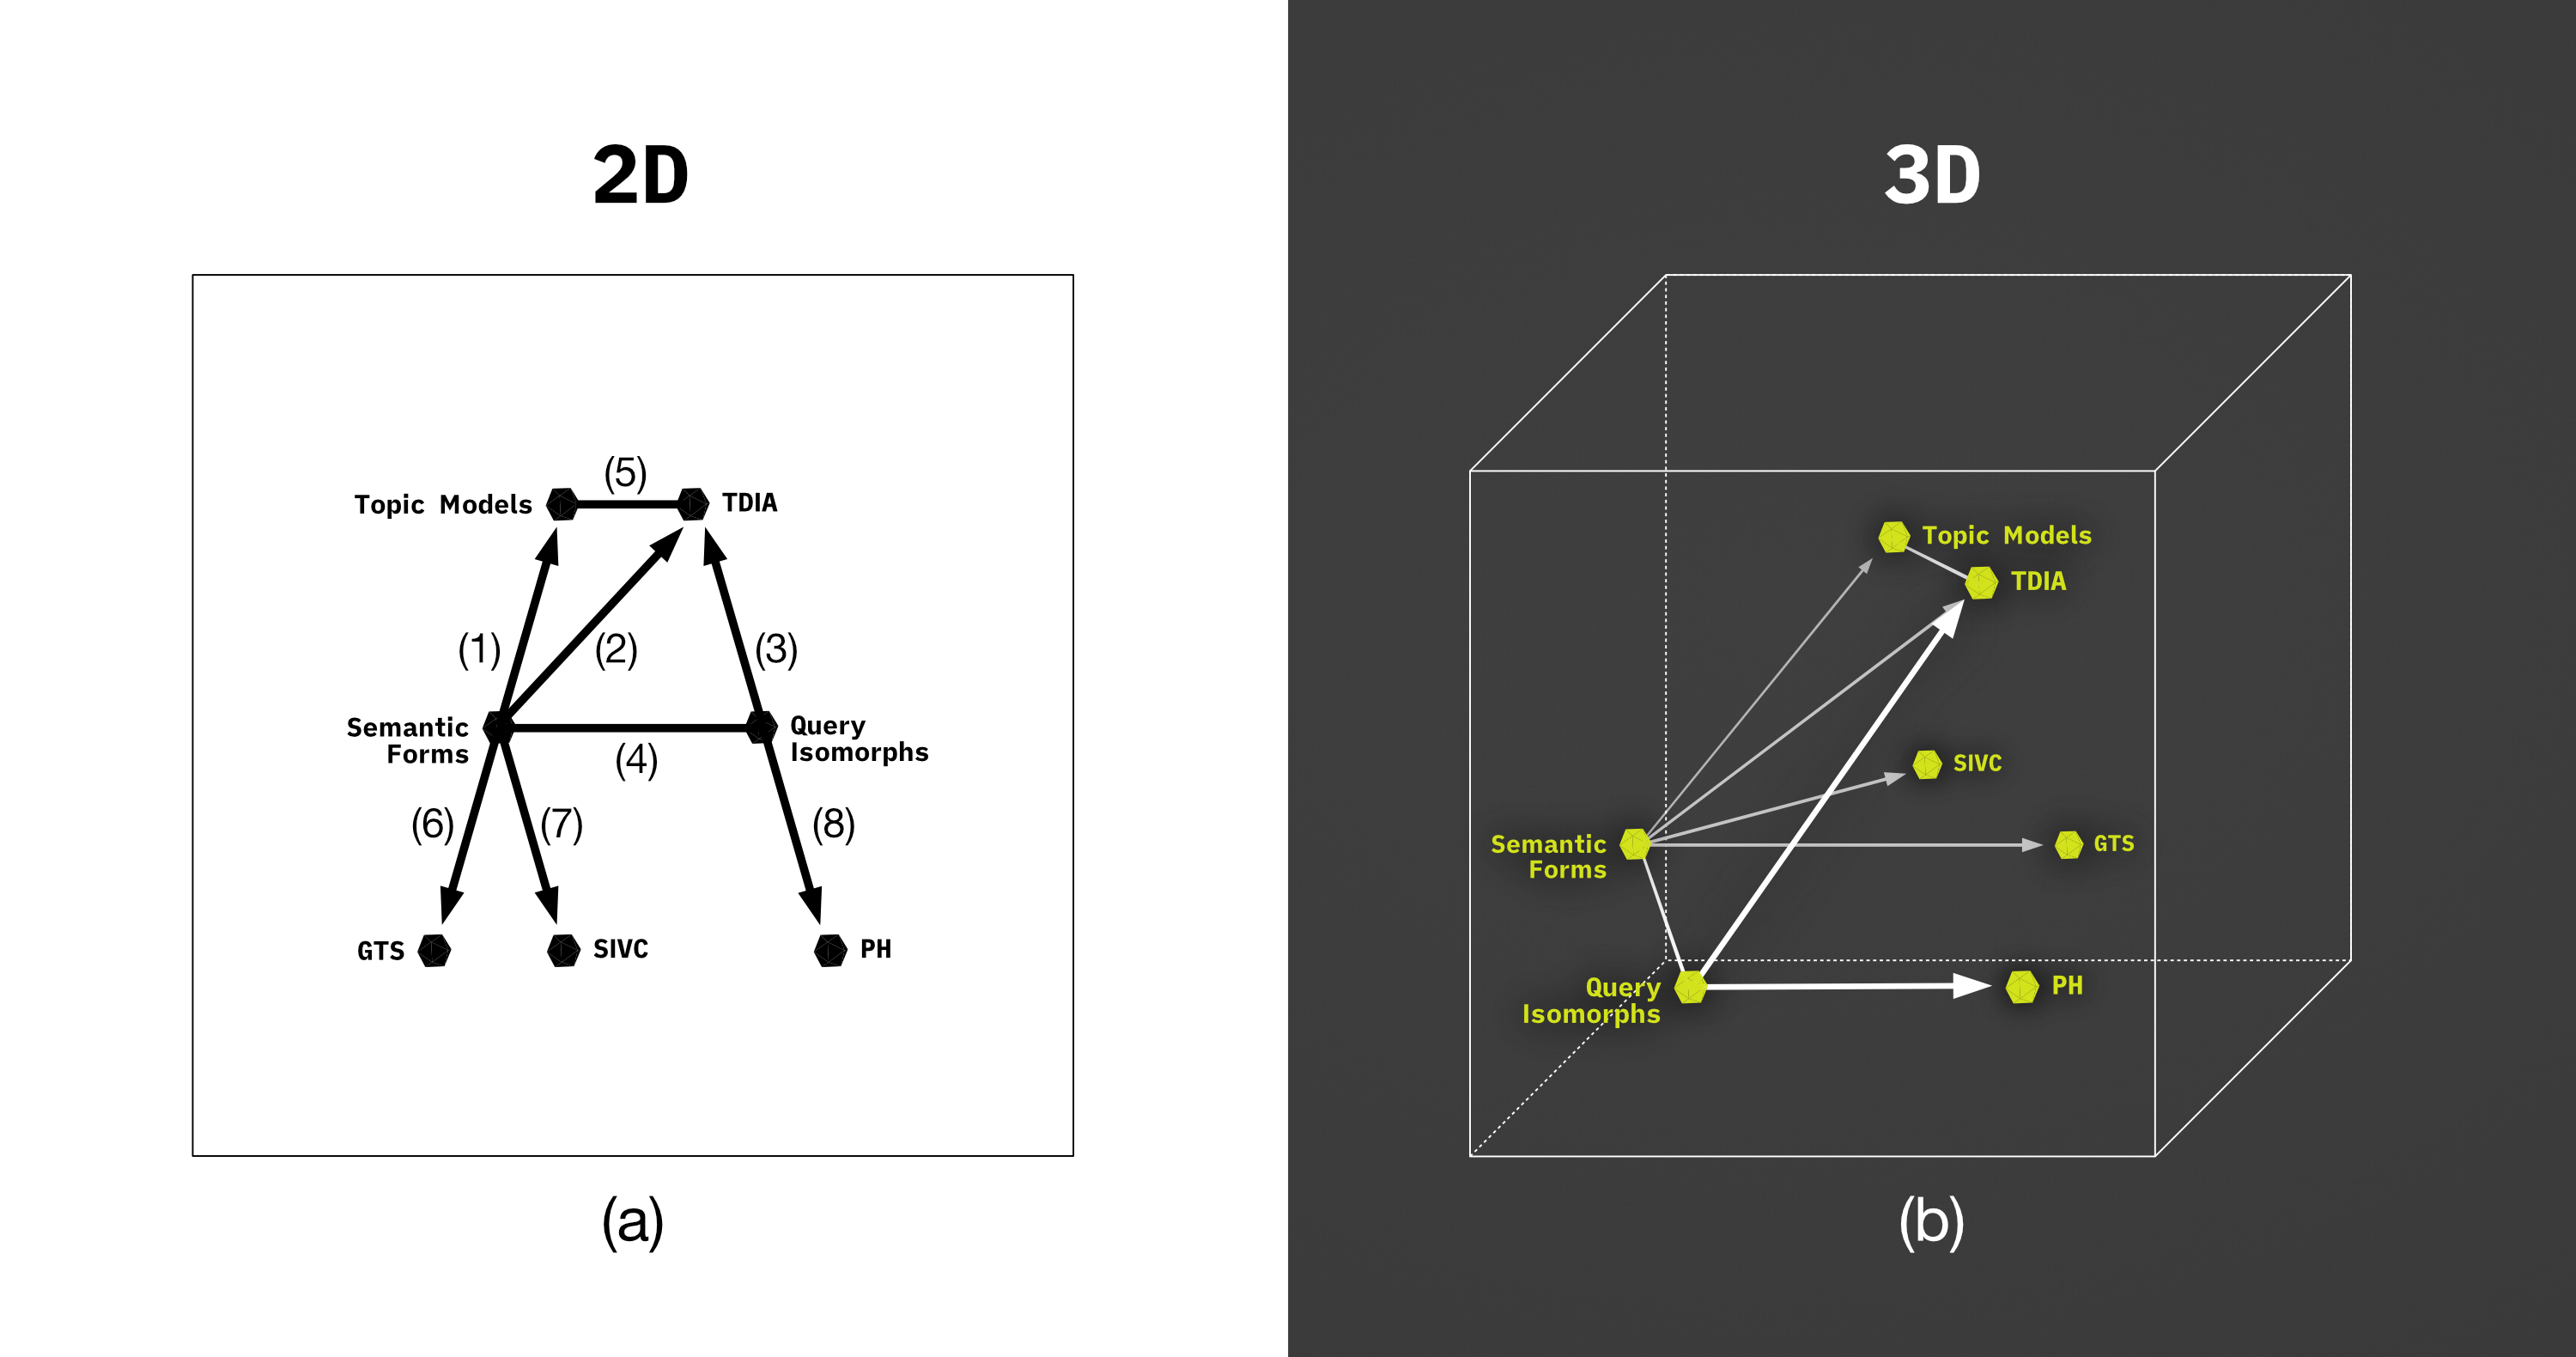 2D
(5)
Topic Models
TDIA
(1)
(2)
(3)
Semantic
Forms
Query
Isomorphs
(4)
(6)
(7)
(8)
GTS
SIVC
PH
(a)
3D
Topic Models
TDIA
SIVC
Semantic
Forms
GTS
Query
Isomorphs
PH
(b)